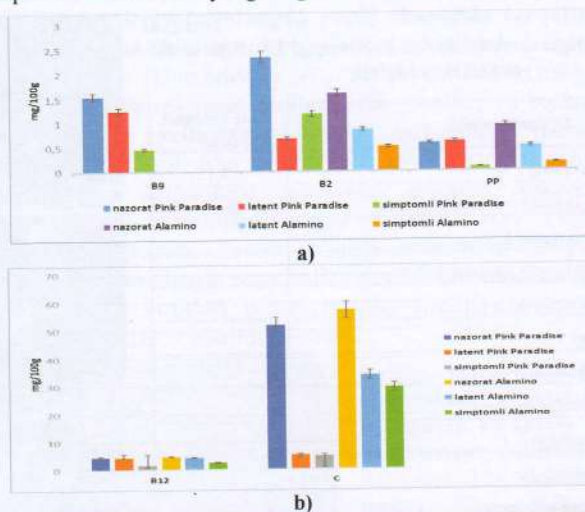 3
2,5
2
1,5
1
0,5
0
mg/100g
B9 B2 PP
nazorat Pink Paradise latent Pink Paradise simptomli Pink Paradise
nazorat Alamino latent Alamino simptomli Alamino
a)
70
60
50
40
30
20
10
0
mg/100g
nazorat Pink Paradise
latent Pink Paradise
simptomli Pink Paradise
nazorat Alamino
latent Alamino
simptomli Alamino
B12 C
b)